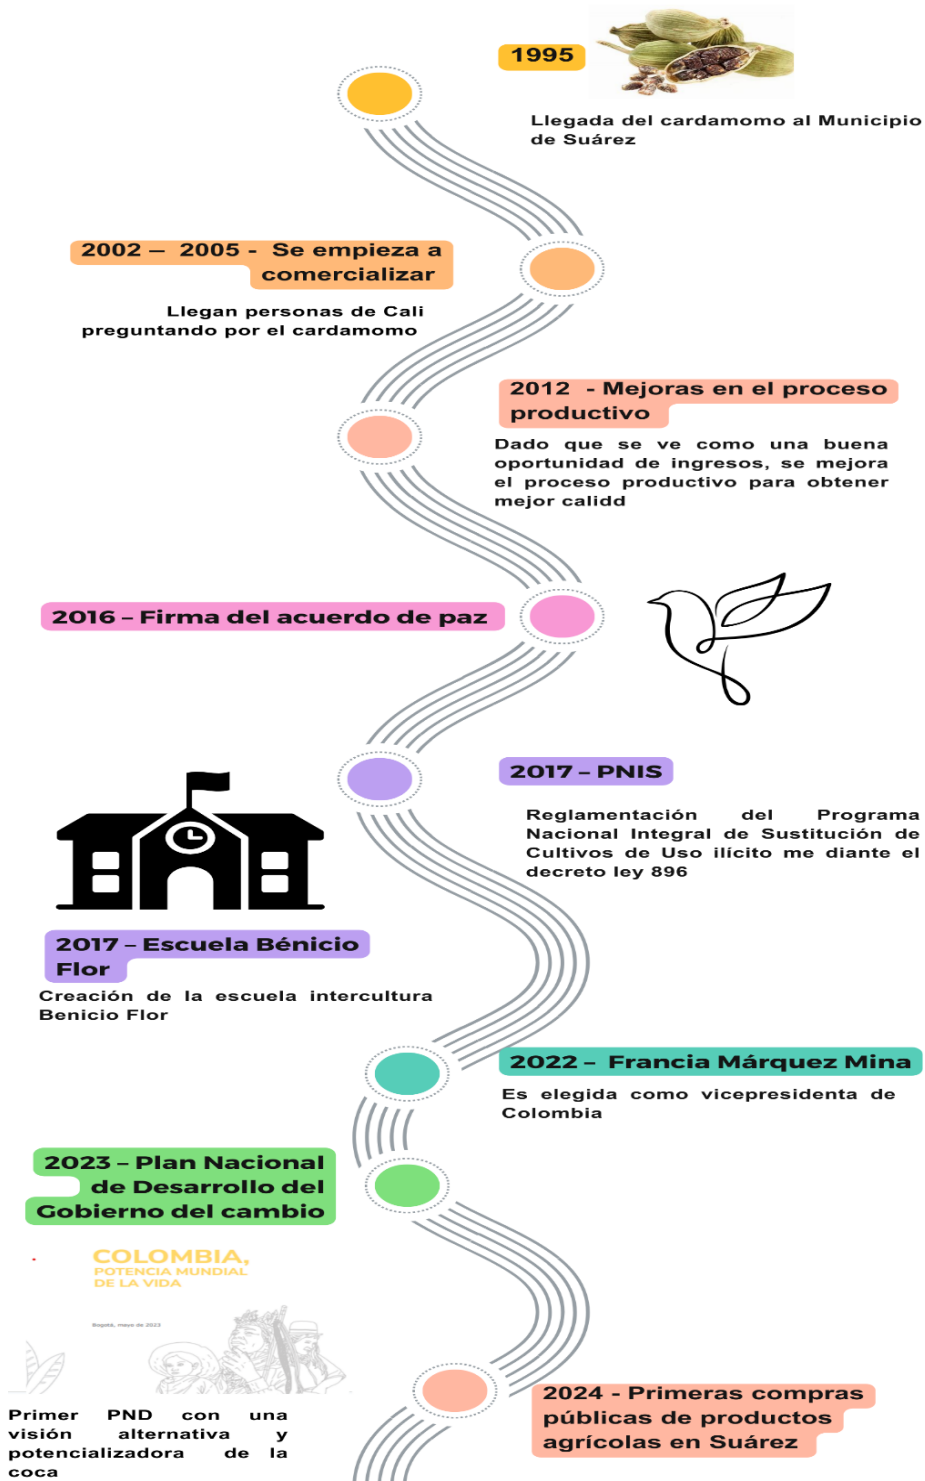 1995
Llegada del cardamomo al Municipio
de Suárez
2002 – 2005 - Se empieza a
comercializar
Llegan personas de Cali
preguntando por el cardamomo
2012 - Mejoras en el proceso
productivo
Dado que se ve como una buena
oportunidad de ingresos, se mejora
el proceso productivo para obtener
mejor calidd
2016 – Firma del acuerdo de paz
2017 – PNIS
Reglamentación del Programa
Nacional Integral de Sustitución de
Cultivos de Uso ilícito me diante el
decreto ley 896
2017 – Escuela Bénicio
Flor
Creación de la escuela intercultura
Benicio Flor
2022 – Francia Márquez Mina
Es elegida como vicepresidenta de
Colombia
2023 – Plan Nacional
de Desarrollo del
Gobierno del cambio
COLOMBIA,
POTENCIA MUNDIAL
DE LA VIDA
Bogotá, mayo de 2023
Primer PND con una
visión alternativa y
potencializadora de la
coca
2024 - Primeras compras
públicas de productos
agrícolas en Suárez